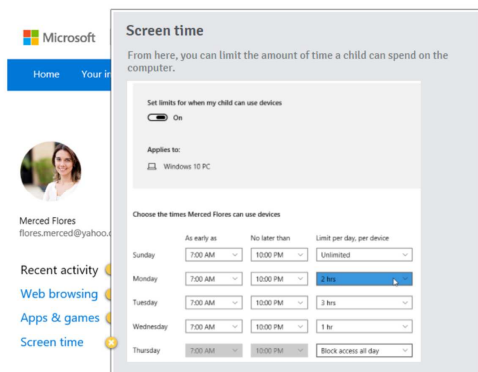 Microsoft
Home Your in
Merced Flores
flores.merced@yahoo.c
Recent activity
Web browsing
Apps & games
Screen time
Screen time
From here, you can limit the amount of time a child can spend on the
computer.
Set limits for when my child can use devices
On
Applies to:
Windows 10 PC
Choose the times Merced Flores can use devices
As early as No later than Limit per day, per device
Sunday 7:00 AM 10:00 PM Unlimited
Monday 7:00 AM 10:00 PM 2 hrs
Tuesday 7:00 AM 10:00 PM 3 hrs
Wednesday 7:00 AM 10:00 PM 1 hr
Thursday 7:00 AM 10:00 PM Block access all day